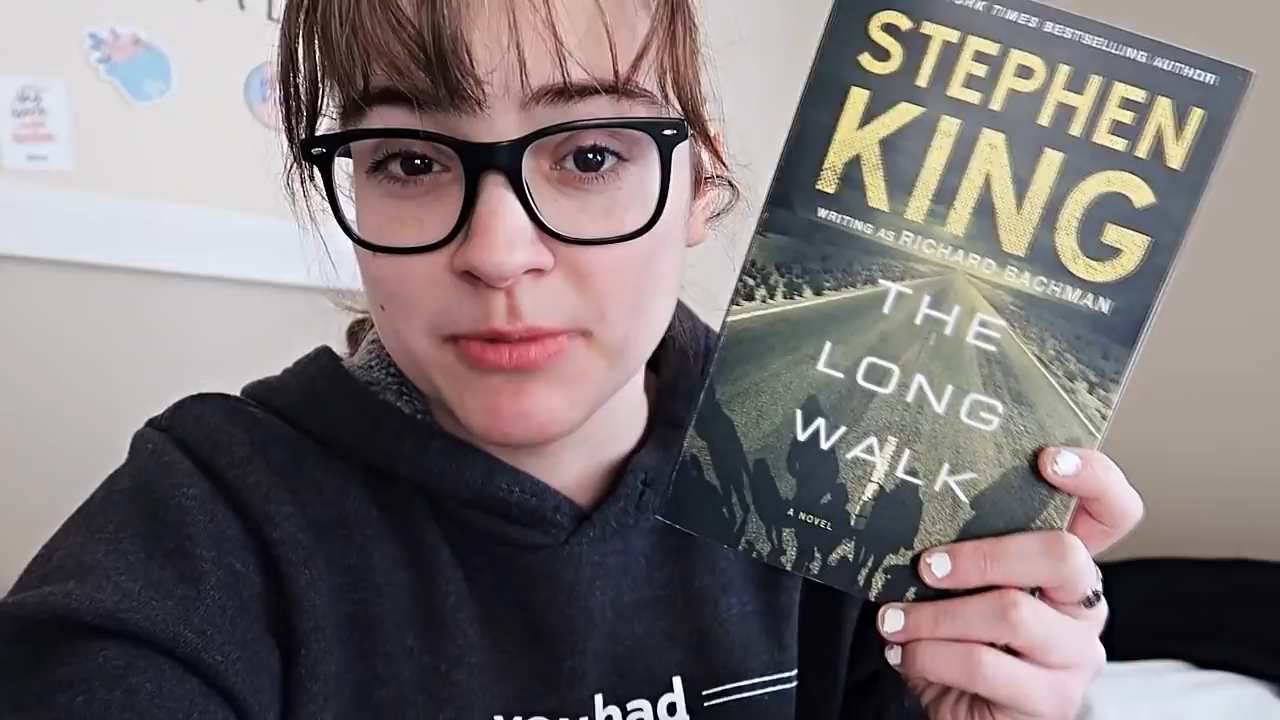 YORK TIMES BESTSELLING AUTHOR
STEPHEN
KING
WRITING AS RICHARD BACHMAN
THE
LONG
WALK
A NOVEL
you had